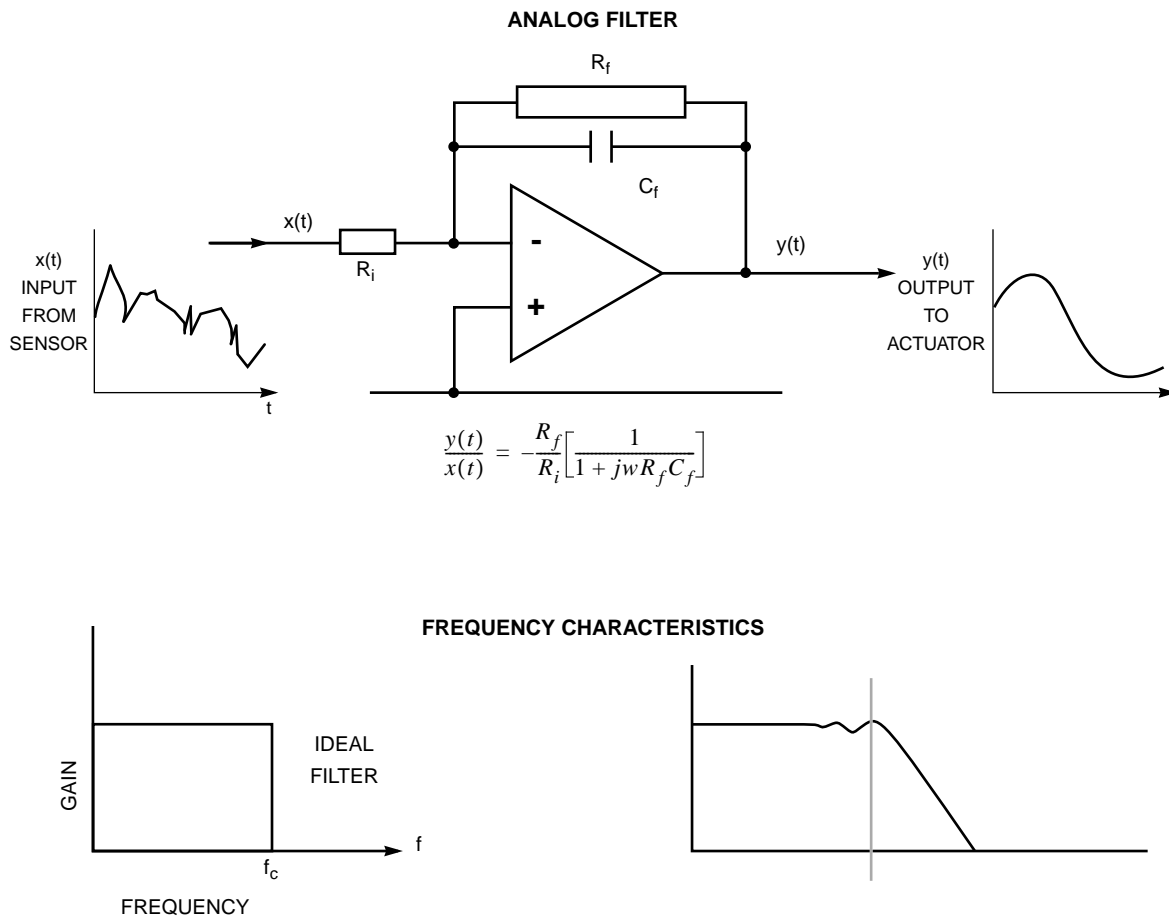 ANALOG FILTER
R_f
C_f
x(t)
R_i
-
+
y(t)
x(t)
INPUT
FROM
SENSOR
t
y(t)
OUTPUT
TO
ACTUATOR
y(t)/x(t) = -R_f/R_i[1/(1 + jwR_fC_f)]
FREQUENCY CHARACTERISTICS
GAIN
IDEAL
FILTER
f
f_c
FREQUENCY